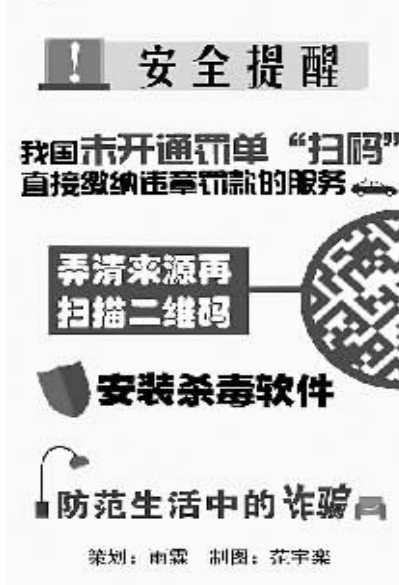 !
安全提醒
我国未开通罚单“扫码”
直接缴纳违章罚款的服务
弄清来源再
扫描二维码
安装杀毒软件
防范生活中的诈骗
策划：雨霖 制图：范宇乐